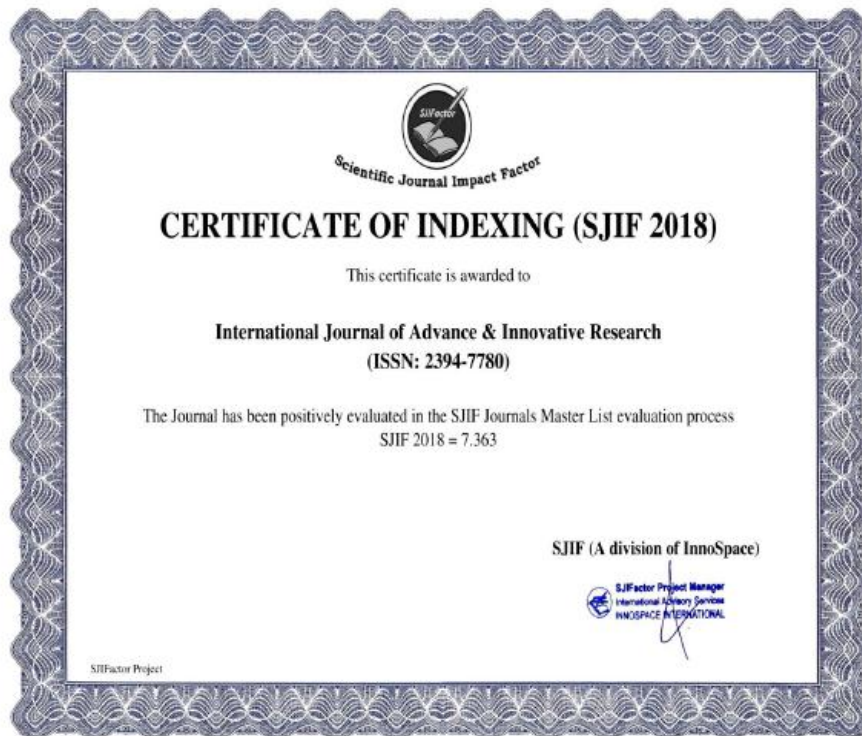 SJIFactor
Scientific Journal Impact Factor
CERTIFICATE OF INDEXING (SJIF 2018)
This certificate is awarded to
International Journal of Advance & Innovative Research
(ISSN: 2394-7780)
The Journal has been positively evaluated in the SJIF Journals Master List evaluation process
SJIF 2018 = 7.363
SJIF (A division of InnoSpace)
SJIFactor Project Manager
International Advisory Services
INNOSPACE INTERNATIONAL
SJIFactor Project